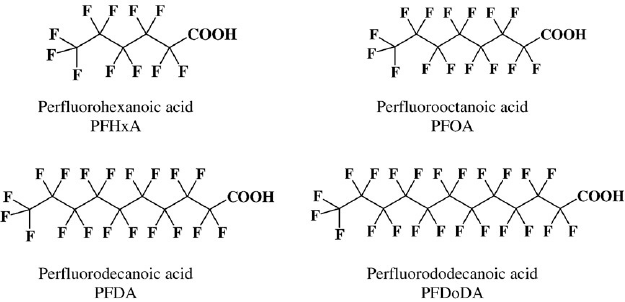 F F F F
COOH
F
F
F F F F F
Perfluorohexanoic acid
PFHxA
F F F F F F
COOH
F
F
F F F F F F F
Perfluorooctanoic acid
PFOA
F F F F F F F F
COOH
F
F
F F F F F F F F F
Perfluorodecanoic acid
PFDA
F F F F F F F F F F
COOH
F
F
F F F F F F F F F F F
Perfluorododecanoic acid
PFDoDA